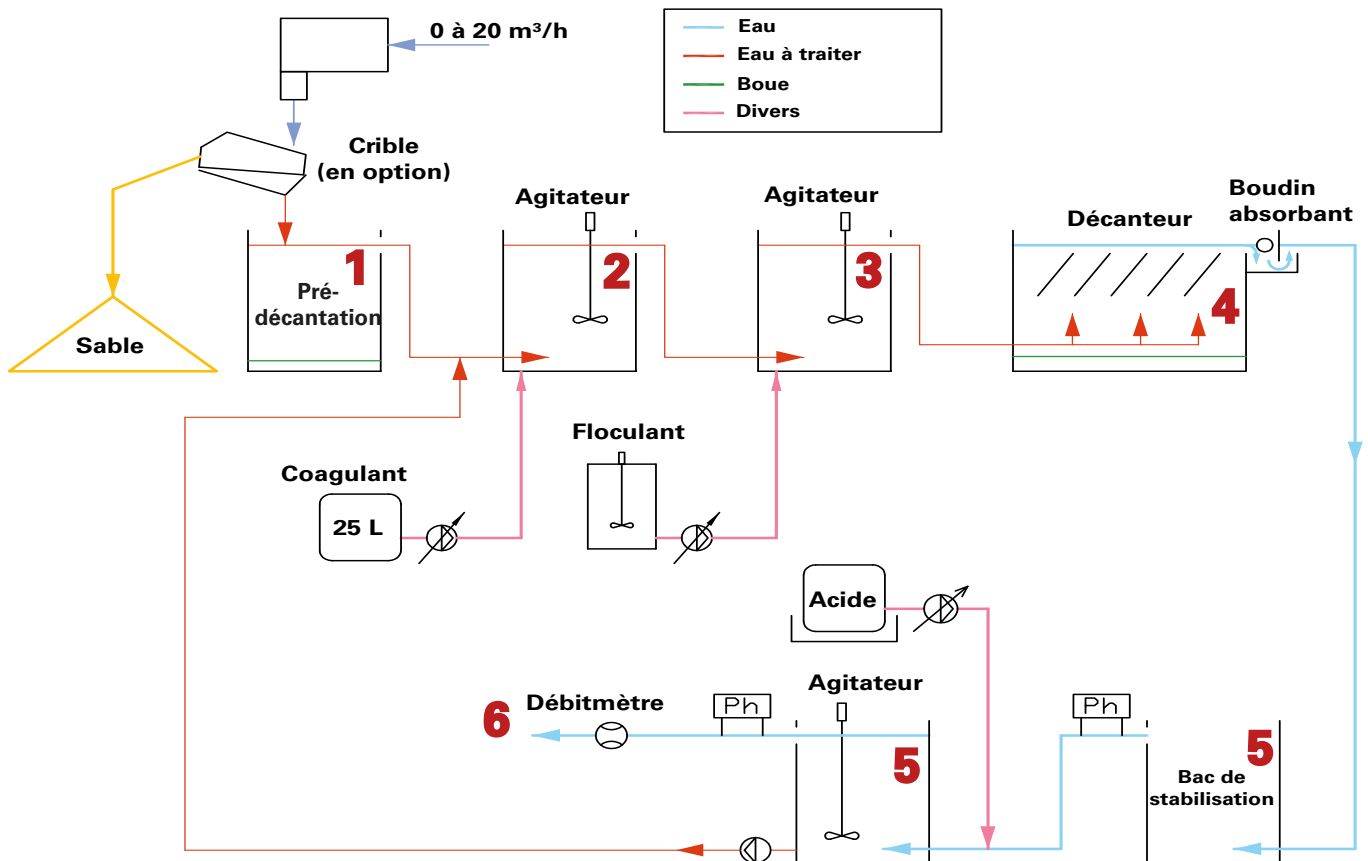 0 à 20 m³/h
Eau
Eau à traiter
Boue
Divers
Crible
(en option)
Agitateur
Agitateur
Décanteur
Boudin
absorbant
1
2
3
4
Pré-
décantation
Sable
Coagulant
25 L
Floculant
Acide
Agitateur
6
Débitmètre
Ph
Ph
5
5
Bac de
stabilisation